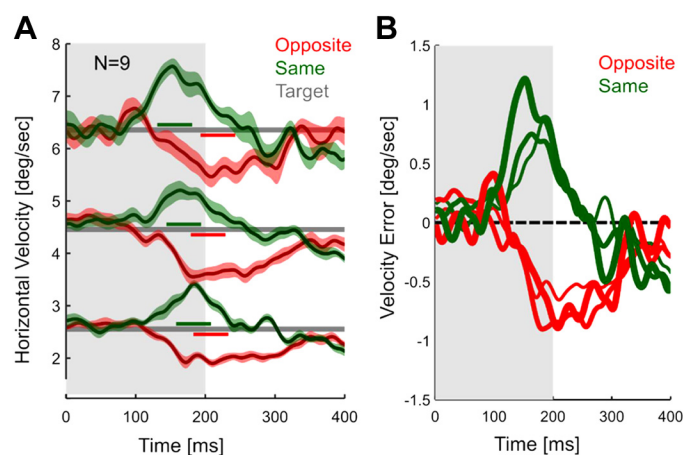 A
N=9
Opposite
Same
Target
Horizontal Velocity [deg/sec]
8
7
6
5
4
3
2
0 100 200 300 400
Time [ms]
B
Opposite
Same
Velocity Error [deg/sec]
1.5
1
0.5
0
-0.5
-1
-1.5
0 100 200 300 400
Time [ms]